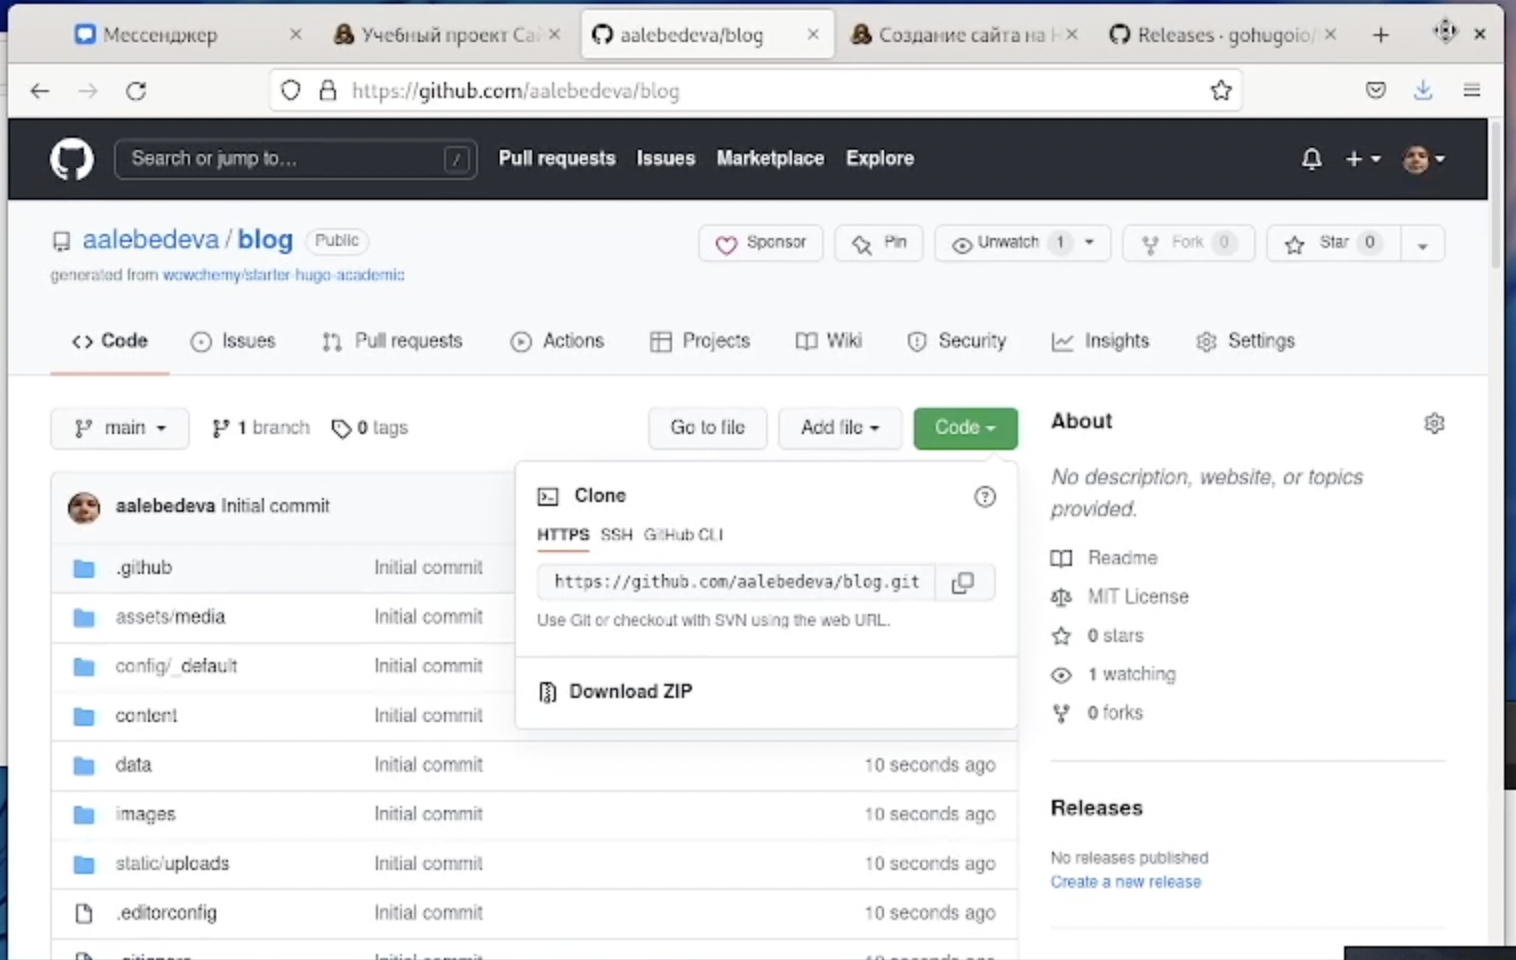 Мессенджер
Учебный проект Сай
aalebedeva/blog
Создание сайта на H
Releases · gohugoio/
https://github.com/aalebedeva/blog
Search or jump to…
/
Pull requests
Issues
Marketplace
Explore
aalebedeva / blog
Public
Sponsor
Pin
Unwatch 1
Fork 0
Star 0
generated from wowchemy/starter-hugo-academic
Code
Issues
Pull requests
Actions
Projects
Wiki
Security
Insights
Settings
main
1 branch
0 tags
Go to file
Add file
Code
aalebedeva Initial commit
.github Initial commit
assets/media Initial commit
config/_default Initial commit
content Initial commit
data Initial commit 10 seconds ago
images Initial commit 10 seconds ago
static/uploads Initial commit 10 seconds ago
.editorconfig Initial commit 10 seconds ago
Clone
HTTPS SSH GitHub CLI
https://github.com/aalebedeva/blog.git
Use Git or checkout with SVN using the web URL.
Download ZIP
About
No description, website, or topics
provided.
Readme
MIT License
0 stars
1 watching
0 forks
Releases
No releases published
Create a new release